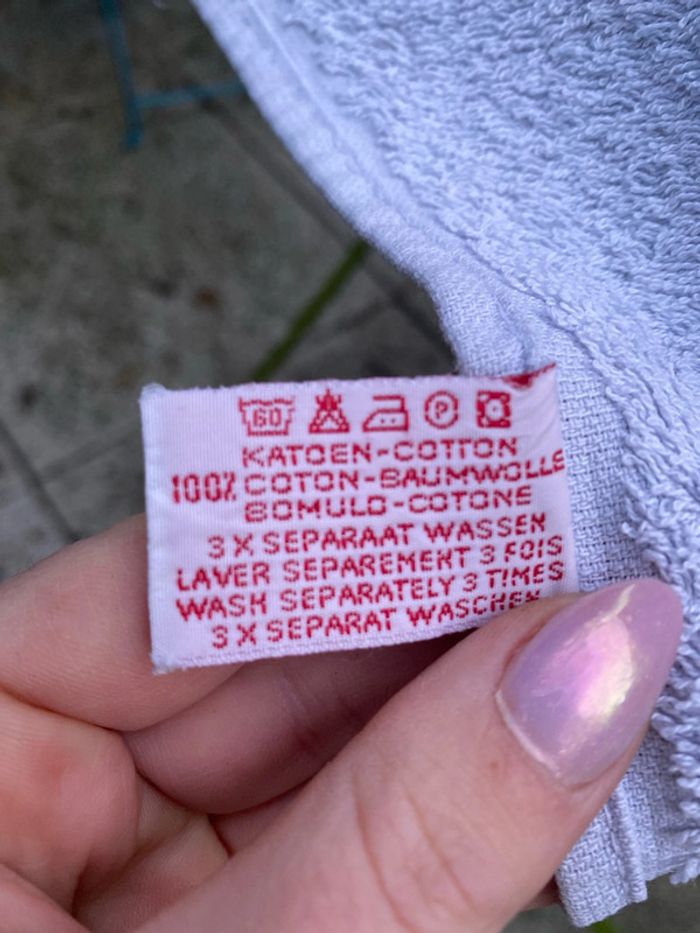 60 P
KATOEN-COTTON
100% COTON-BAUMWOLLE
BOMULD-COTONE
3 X SEPARAAT WASSEN
LAVER SEPAREMENT 3 FOIS
WASH SEPARATELY 3 TIMES
3 X SEPARAT WASCHEN